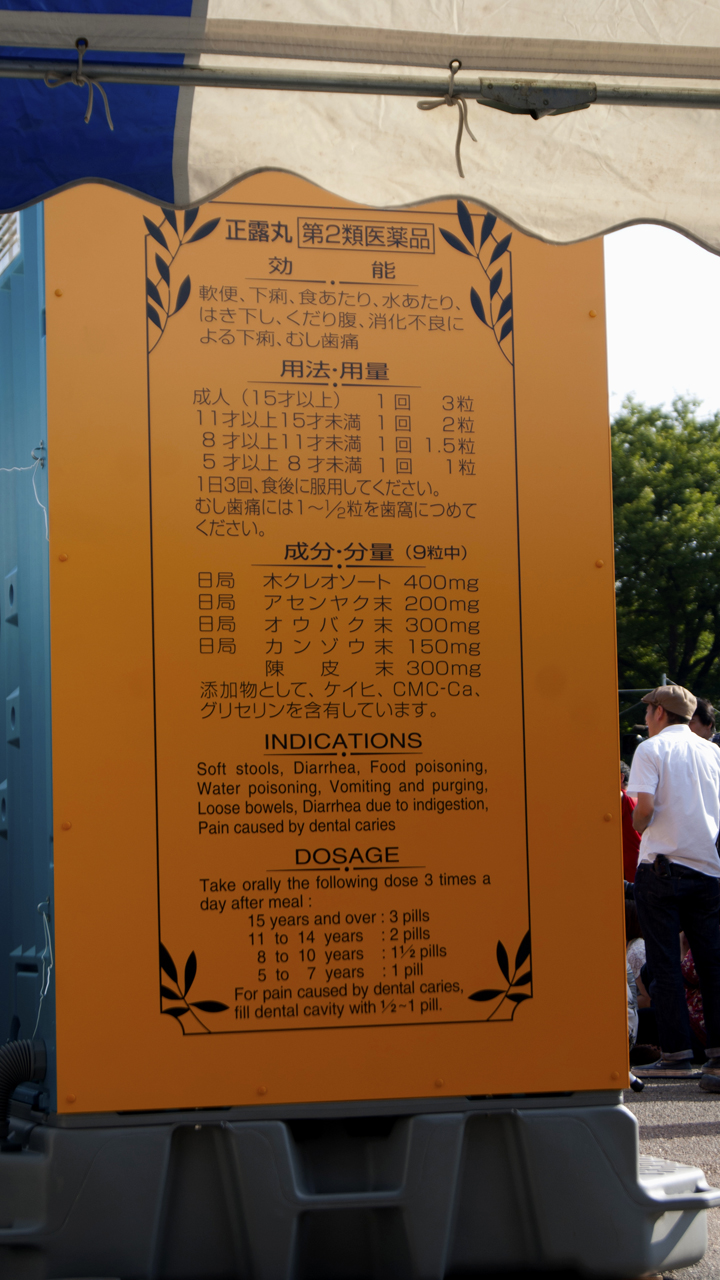 正露丸 第2類医薬品
効 能
軟便、下痢、食あたり、水あたり、
はき下し、くだり腹、消化不良に
よる下痢、むし歯痛
用法・用量
成人（15才以上） 1回 3粒
11才以上15才未満 1回 2粒
8才以上11才未満 1回 1.5粒
5才以上8才未満 1回 1粒
1日3回、食後に服用してください。
むし歯痛には1～1/2粒を歯窩につめて
ください。
成分・分量（9粒中）
日局 木クレオソート 400mg
日局 アセンヤク末 200mg
日局 オウバク末 300mg
日局 カンゾウ末 150mg
陳皮末 300mg
添加物として、ケイヒ、CMC-Ca、
グリセリンを含有しています。
INDICATIONS
Soft stools, Diarrhea, Food poisoning,
Water poisoning, Vomiting and purging,
Loose bowels, Diarrhea due to indigestion,
Pain caused by dental caries
DOSAGE
Take orally the following dose 3 times a
day after meal :
15 years and over : 3 pills
11 to 14 years : 2 pills
8 to 10 years : 1½ pills
5 to 7 years : 1 pill
For pain caused by dental caries,
fill dental cavity with ½~1 pill.